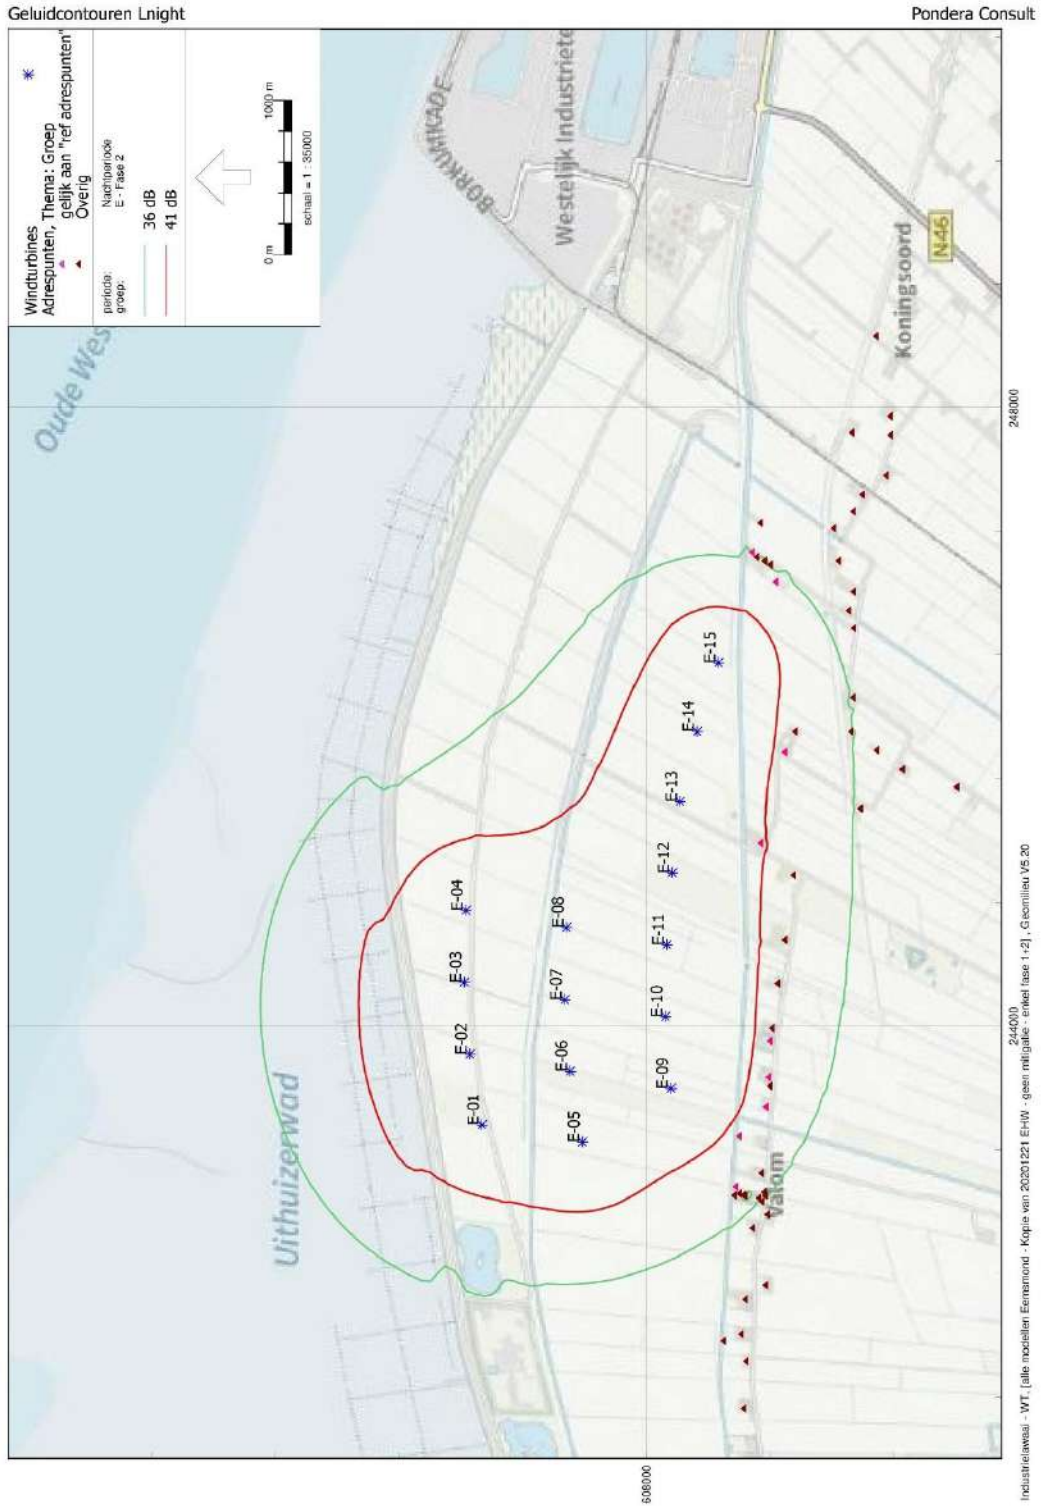 Geluidcontouren Lnight
Pondera Consult
Windturbines
Adrespunten, Thema: Groep
gelijk aan "ref adrespunten"
Overig
periode: Nachtperiode
groep: E - Fase 2
36 dB
41 dB
0 m 1000 m
schaal = 1 : 35000
Oude Wes
BORKUMKADE
Westelijk Industriete
Koningsoord
N46
Uithuizerwad
Valom
E-01
E-02
E-03
E-04
E-05
E-06
E-07
E-08
E-09
E-10
E-11
E-12
E-13
E-14
E-15
244000
248000
608000
Industrielawaai - WT, [alle modellen Eemsmond - Kopie van 20201221 EHW - geen mitigatie - enkel fase 1+2] , Geomilieu V5.20